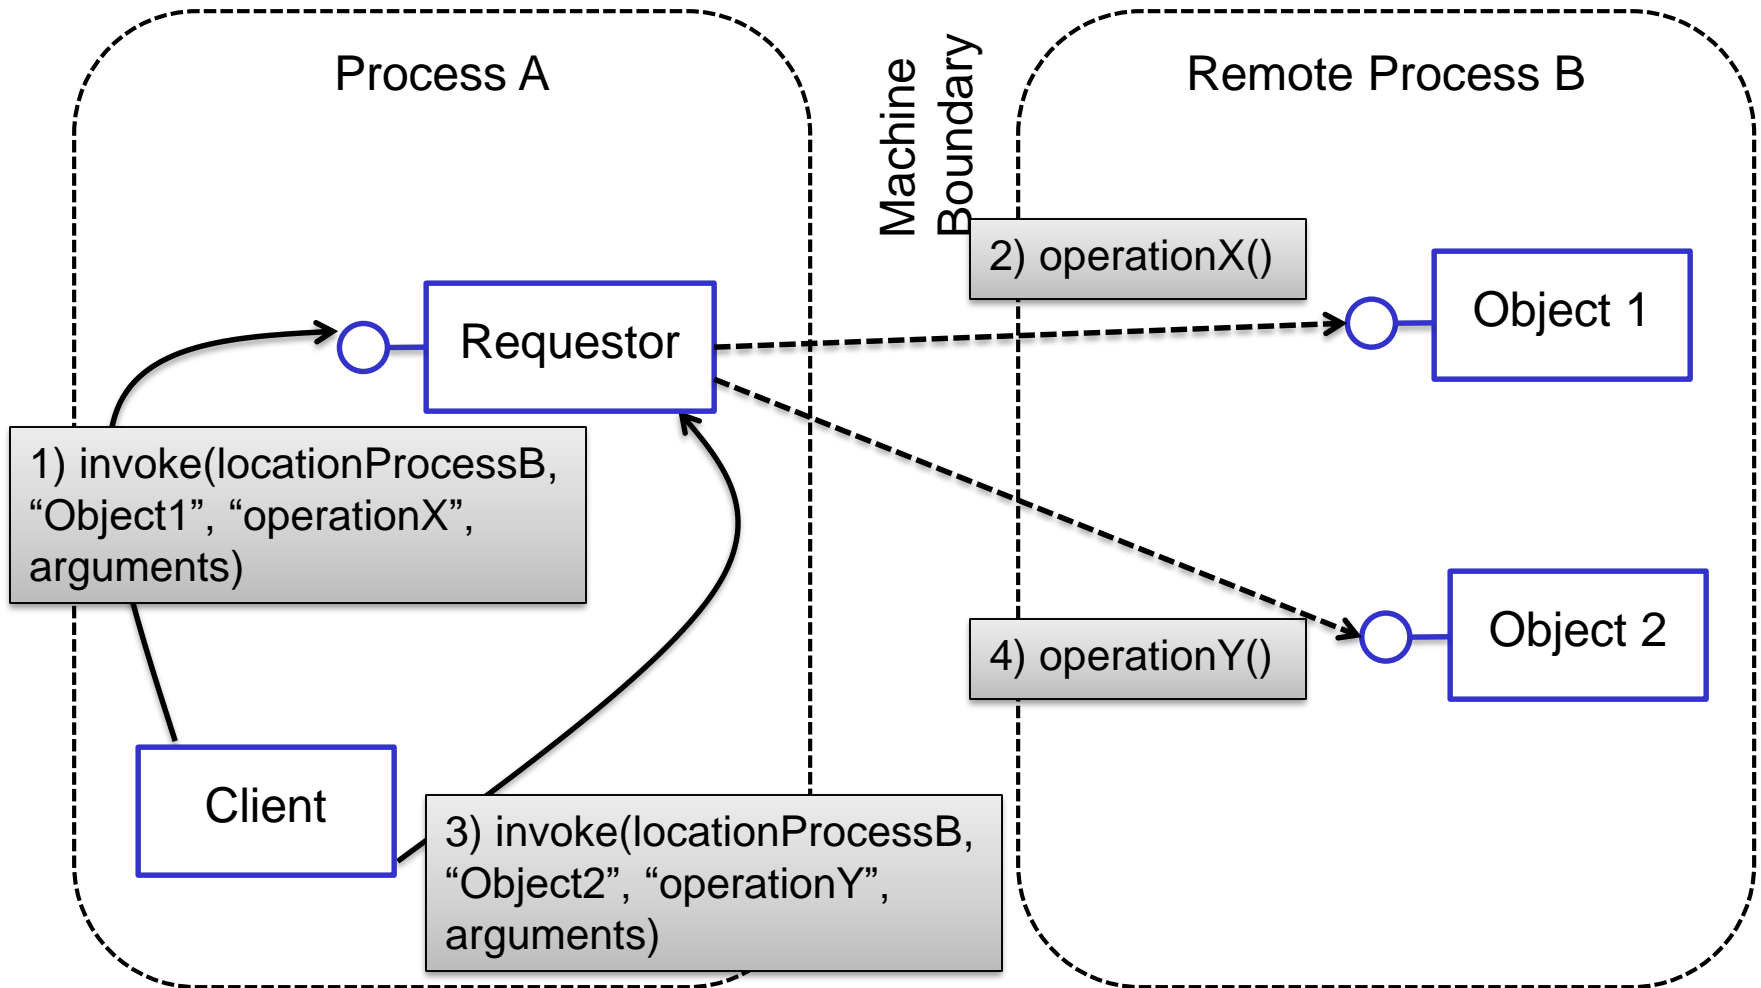 Process A
Machine
Boundary
Remote Process B
2) operationX()
Object 1
Requestor
1) invoke(locationProcessB,
“Object1”, “operationX”,
arguments)
Object 2
4) operationY()
Client
3) invoke(locationProcessB,
“Object2”, “operationY”,
arguments)